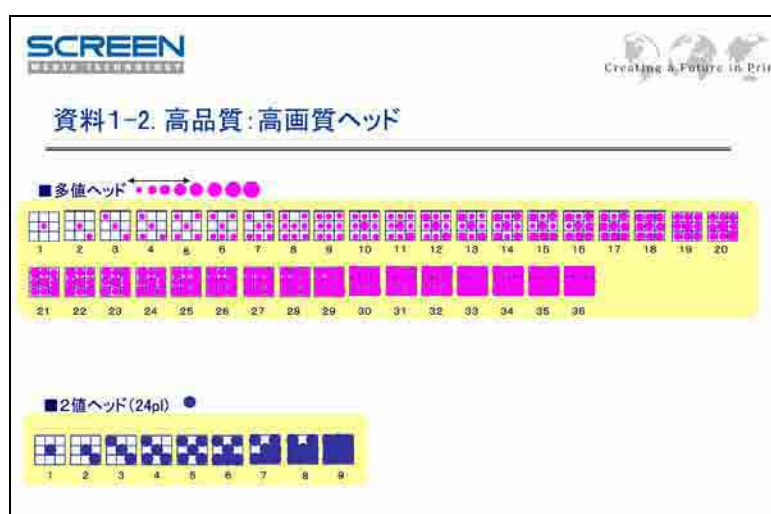 SCREEN
MEDIA TECHNOLOGY
Creating a Future in Prin
資料1-2. 高品質:高画質ヘッド
■多値ヘッド
1 2 3 4 5 6 7 8 9 10 11 12 13 14 15 16 17 18 19 20
21 22 23 24 25 26 27 28 29 30 31 32 33 34 35 36
■2値ヘッド(24pl)
1 2 3 4 5 6 7 8 9